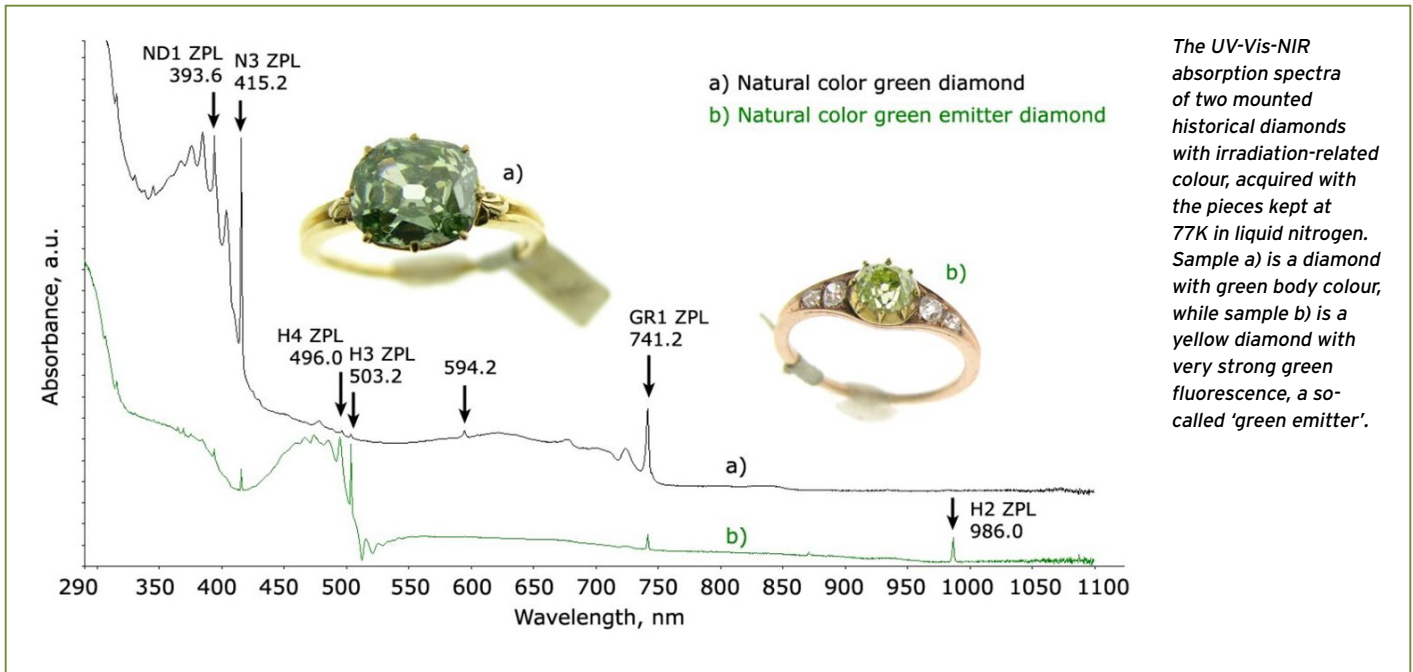 ND1 ZPL
393.6
N3 ZPL
415.2
a) Natural color green diamond
b) Natural color green emitter diamond
a)
b)
H4 ZPL
496.0
H3 ZPL
503.2
594.2
GR1 ZPL
741.2
a)
b)
H2 ZPL
986.0
Absorbance, a.u.
290 350 400 450 500 550 600 650 700 750 800 850 900 950 1000 1050 1100
Wavelength, nm
The UV-Vis-NIR
absorption spectra
of two mounted
historical diamonds
with irradiation-related
colour, acquired with
the pieces kept at
77K in liquid nitrogen.
Sample a) is a diamond
with green body colour,
while sample b) is a
yellow diamond with
very strong green
fluorescence, a so-
called ‘green emitter’.